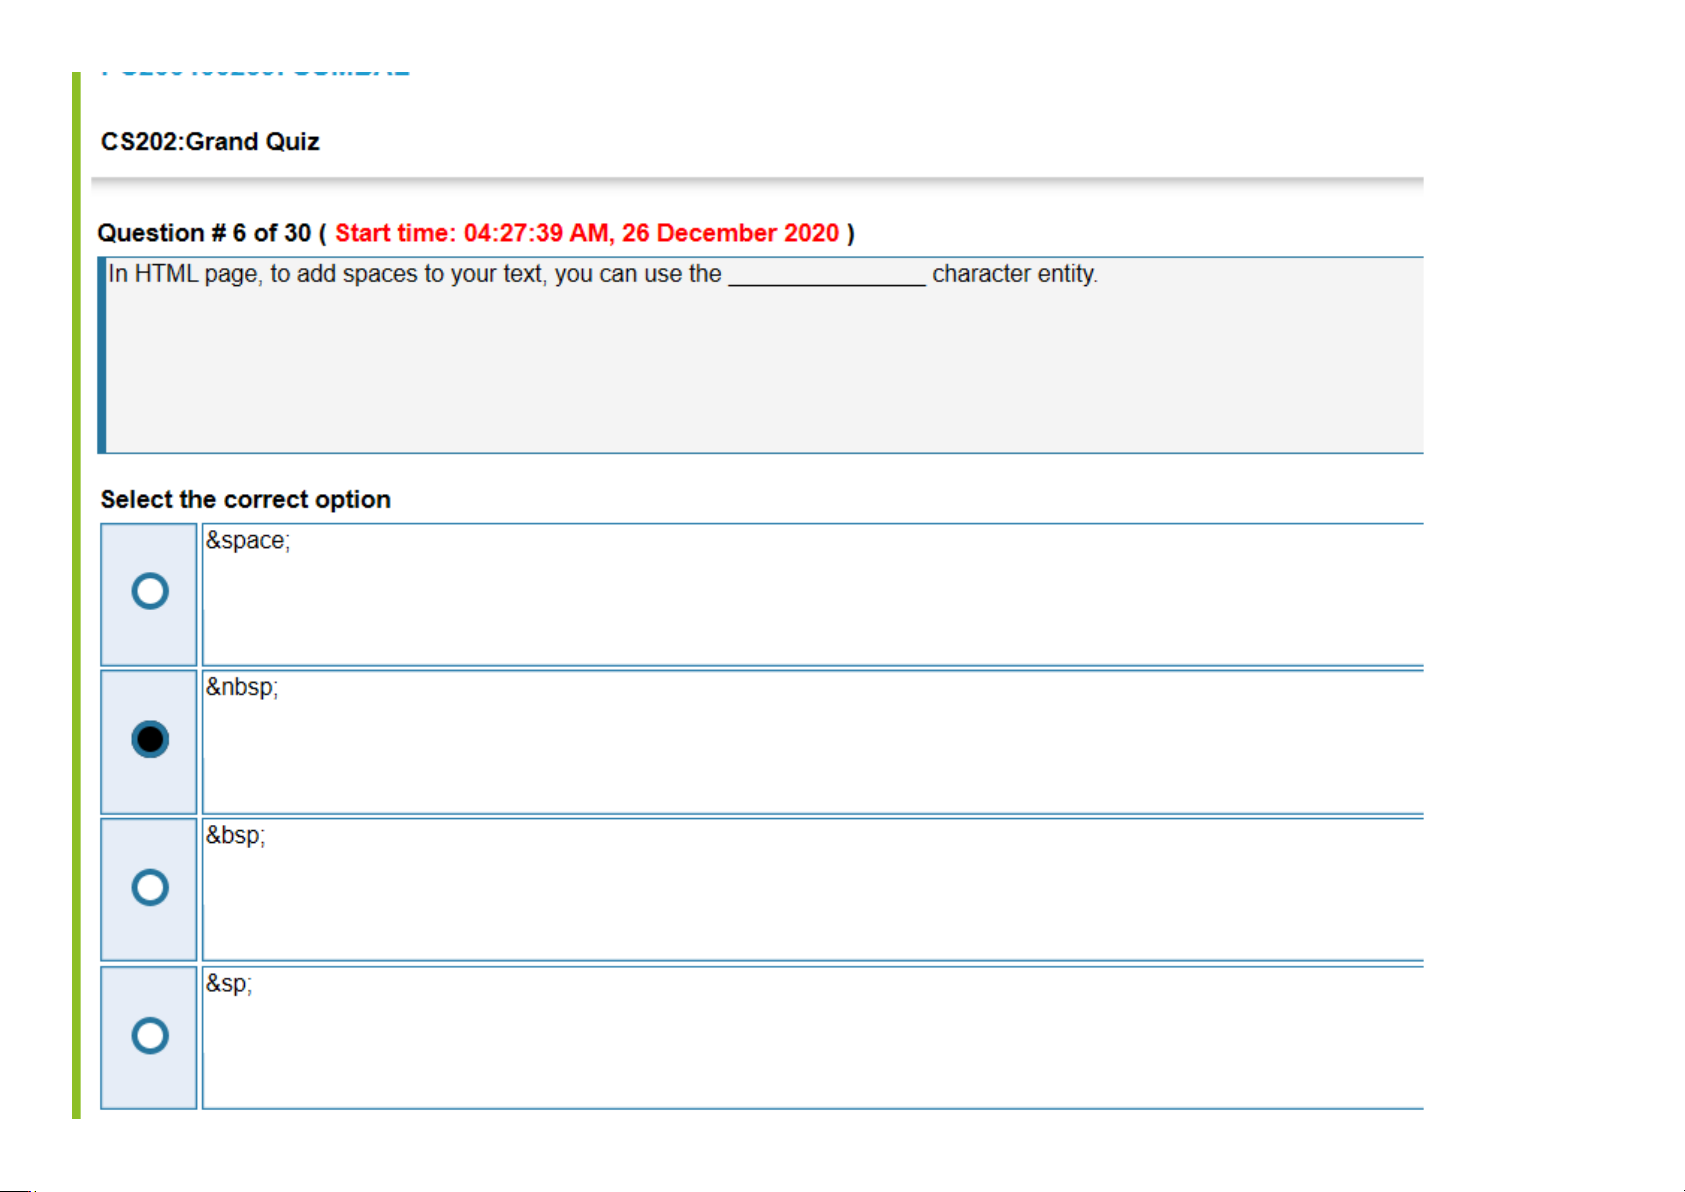 CS202:Grand Quiz
Question # 6 of 30 ( Start time: 04:27:39 AM, 26 December 2020 )
In HTML page, to add spaces to your text, you can use the ________________ character entity.
Select the correct option
&space;
&nbsp;
&bsp;
&sp;